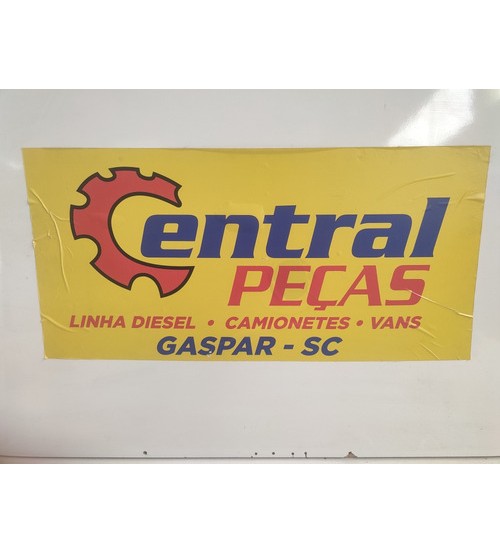 Central
PEÇAS
LINHA DIESEL • CAMIONETES • VANS
GASPAR - SC